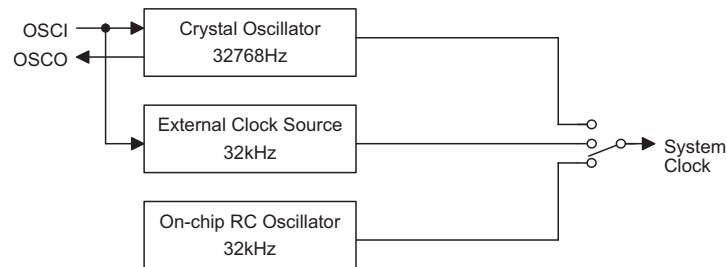 OSCI
OSCO
Crystal Oscillator
32768Hz
External Clock Source
32kHz
On-chip RC Oscillator
32kHz
System
Clock